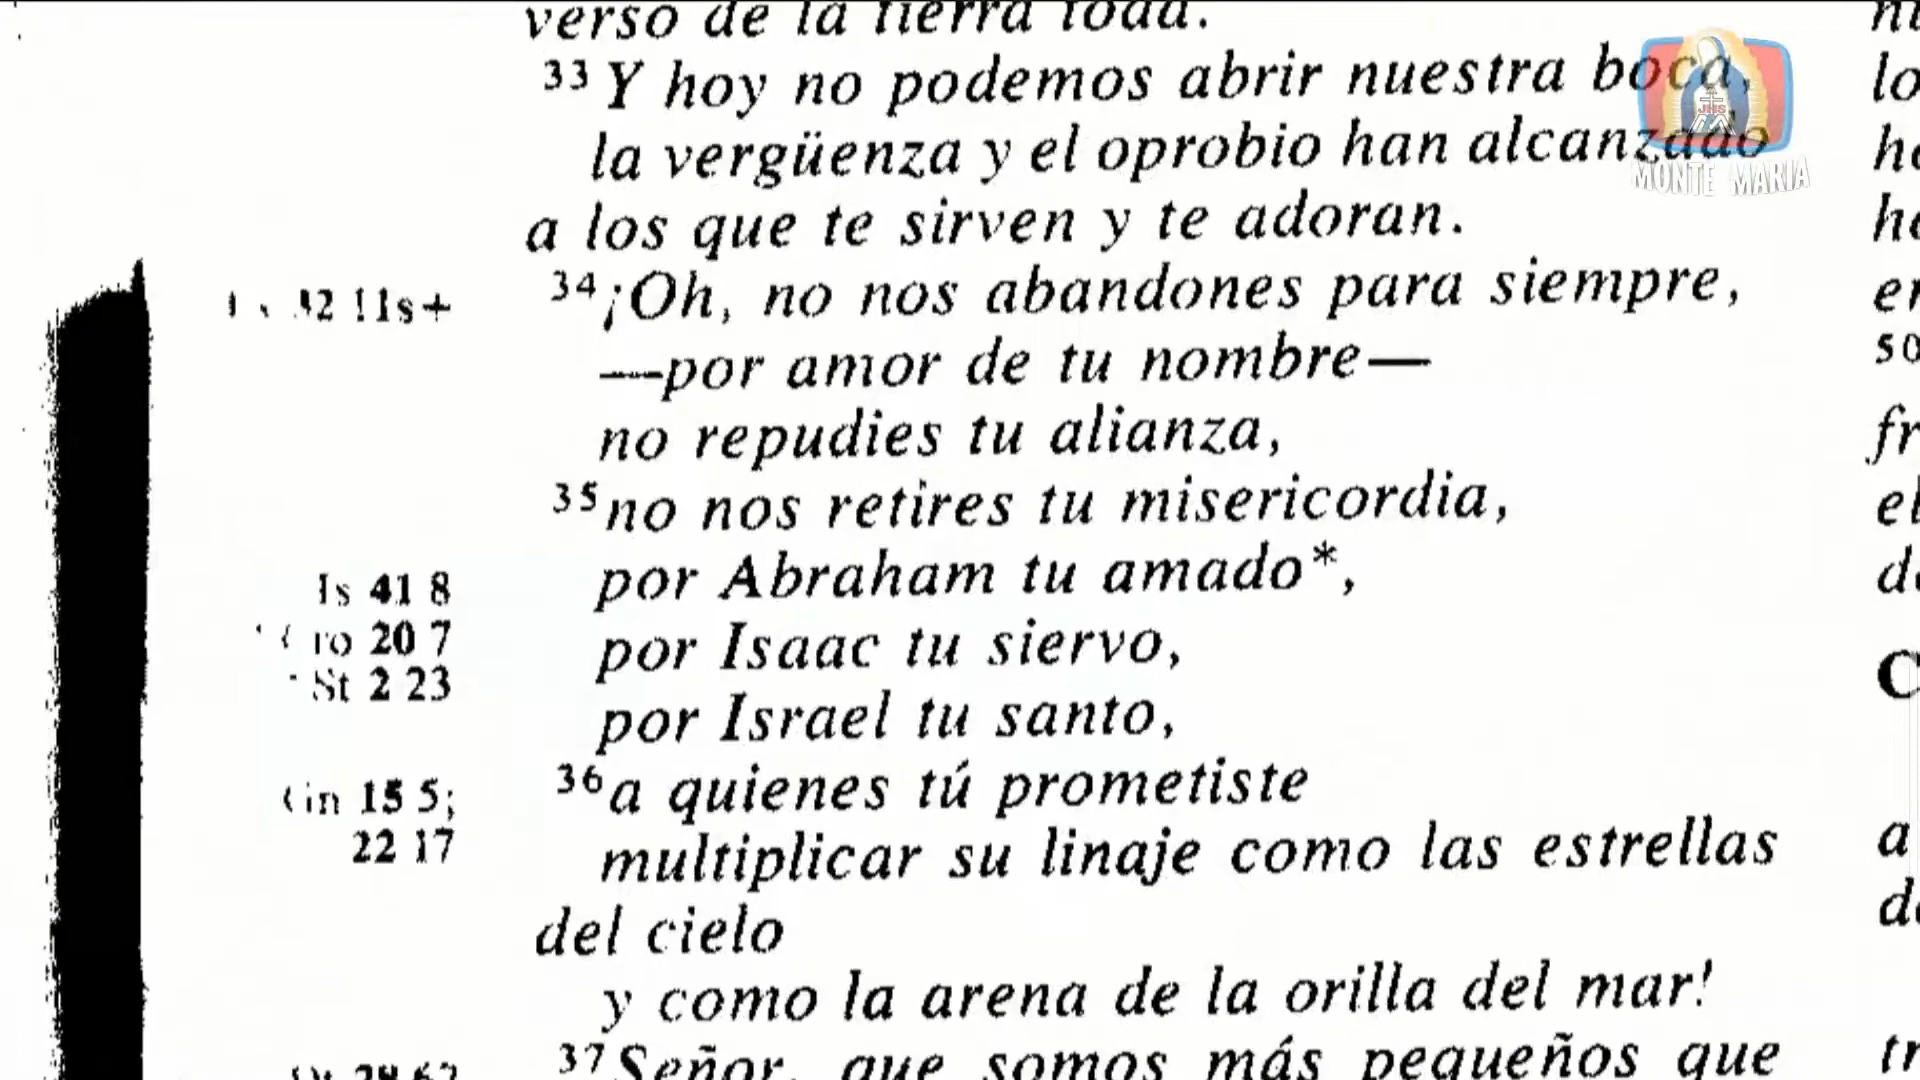 verso de la tierra toda.
33 Y hoy no podemos abrir nuestra boca,
la vergüenza y el oprobio han alcanzado
a los que te sirven y te adoran.
34 ¡Oh, no nos abandones para siempre,
—por amor de tu nombre—
no repudies tu alianza,
35 no nos retires tu misericordia,
por Abraham tu amado*,
por Isaac tu siervo,
por Israel tu santo,
36 a quienes tú prometiste
multiplicar su linaje como las estrellas
del cielo
y como la arena de la orilla del mar!
37 Señor, que somos más pequeños que
11s+
Is 41 8
20 7
St 2 23
15 5;
22 17
JHS
MONTE MARIA